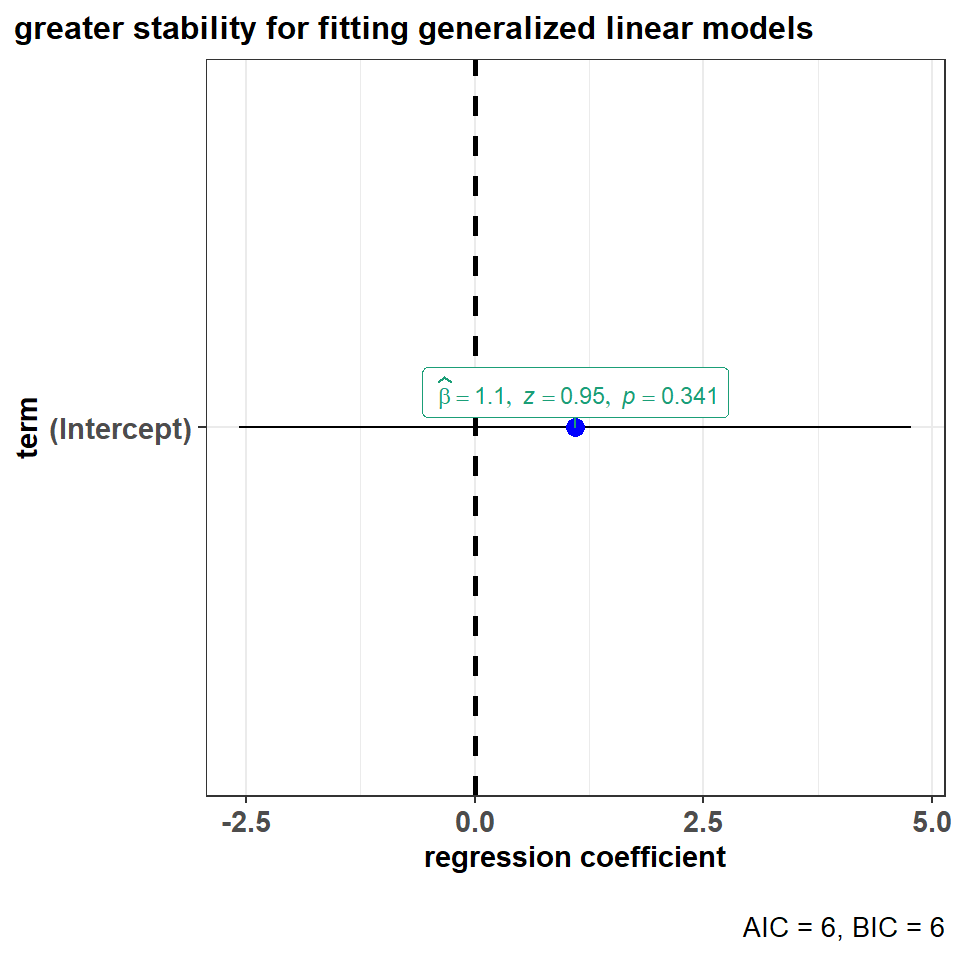 greater stability for fitting generalized linear models
β̂ = 1.1, z = 0.95, p = 0.341
term
(Intercept)
-2.5 0.0 2.5 5.0
regression coefficient
AIC = 6, BIC = 6